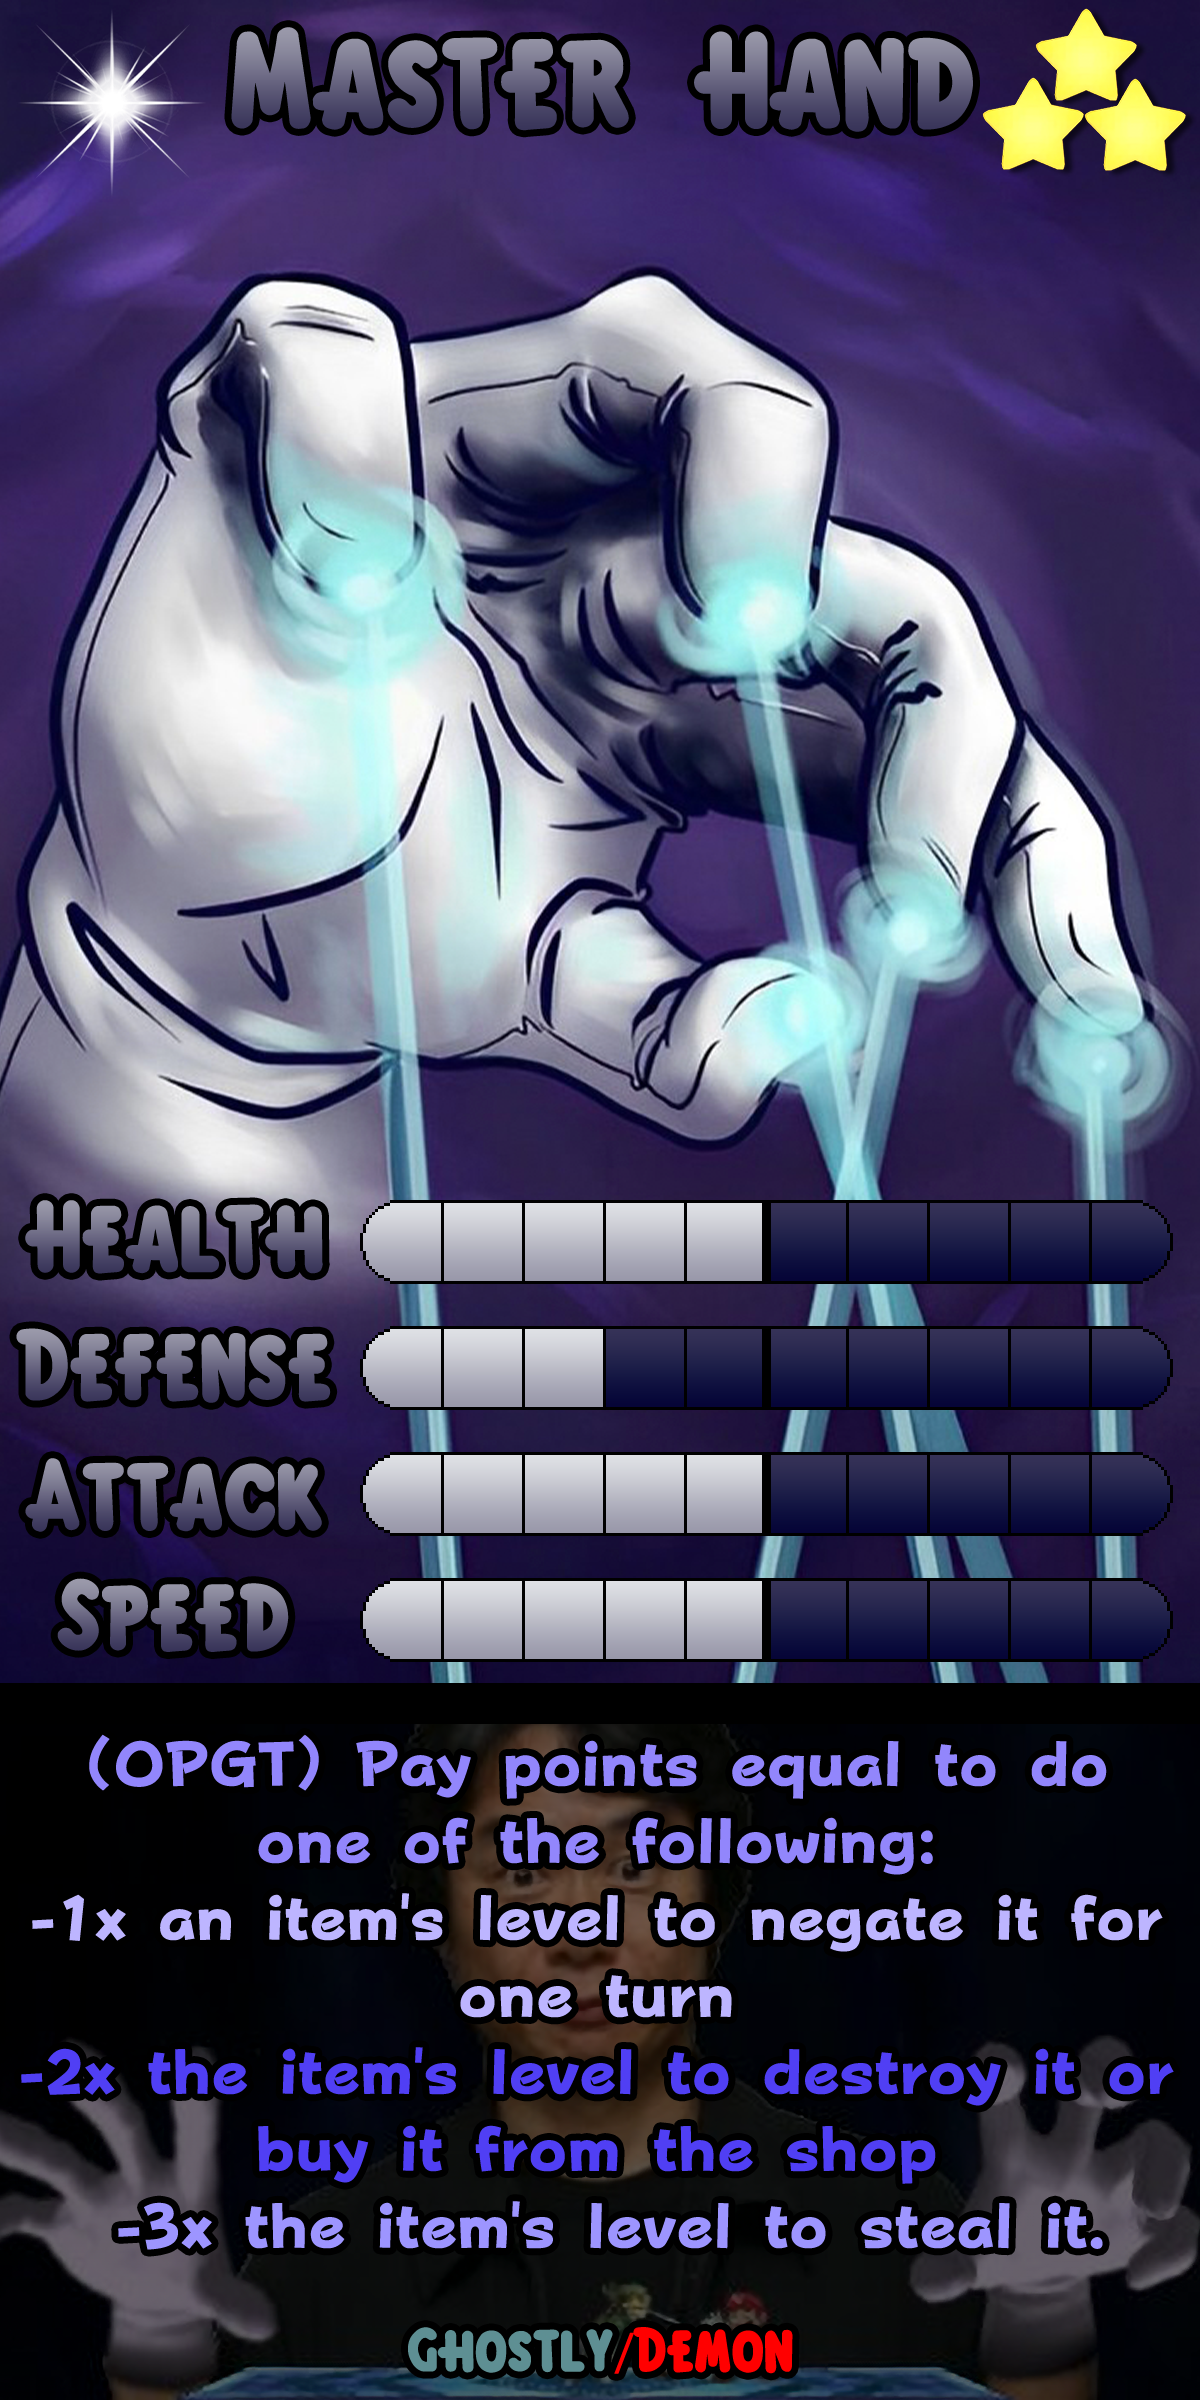 MASTER HAND
HEALTH
DEFENSE
ATTACK
SPEED
(OPGT) Pay points equal to do
one of the following:
-1x an item's level to negate it for
one turn
-2x the item's level to destroy it or
buy it from the shop
-3x the item's level to steal it.
GHOSTLY/DEMON